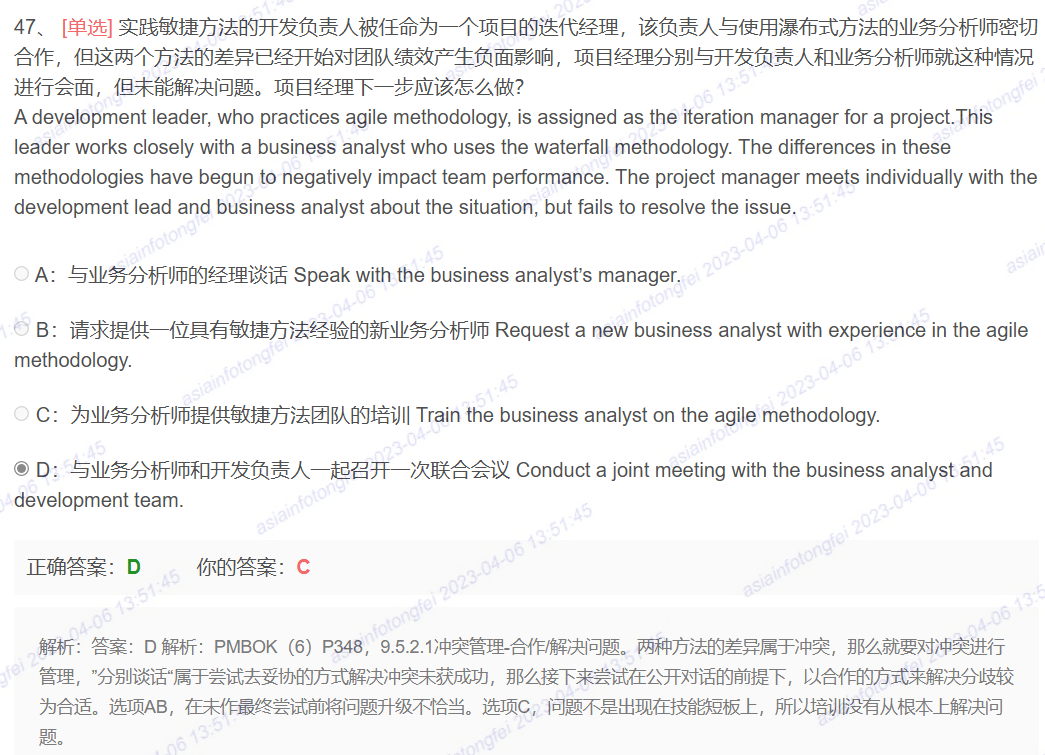 47、 [单选] 实践敏捷方法的开发负责人被任命为一个项目的迭代经理，该负责人与使用瀑布式方法的业务分析师密切
合作，但这两个方法的差异已经开始对团队绩效产生负面影响，项目经理分别与开发负责人和业务分析师就这种情况
进行会面，但未能解决问题。项目经理下一步应该怎么做？
A development leader, who practices agile methodology, is assigned as the iteration manager for a project.This
leader works closely with a business analyst who uses the waterfall methodology. The differences in these
methodologies have begun to negatively impact team performance. The project manager meets individually with the
development lead and business analyst about the situation, but fails to resolve the issue.
A：与业务分析师的经理谈话 Speak with the business analyst’s manager.
B：请求提供一位具有敏捷方法经验的新业务分析师 Request a new business analyst with experience in the agile
methodology.
C：为业务分析师提供敏捷方法团队的培训 Train the business analyst on the agile methodology.
D：与业务分析师和开发负责人一起召开一次联合会议 Conduct a joint meeting with the business analyst and
development team.
正确答案：D 你的答案：C
解析：答案：D 解析：PMBOK（6）P348，9.5.2.1冲突管理-合作/解决问题。两种方法的差异属于冲突，那么就要对冲突进行
管理，”分别谈话“属于尝试去妥协的方式解决冲突未获成功，那么接下来尝试在公开对话的前提下，以合作的方式来解决分歧较
为合适。选项AB，在未作最终尝试前将问题升级不恰当。选项C，问题不是出现在技能短板上，所以培训没有从根本上解决问
题。
asiainfotongfei 2023-04-06 13:51:45